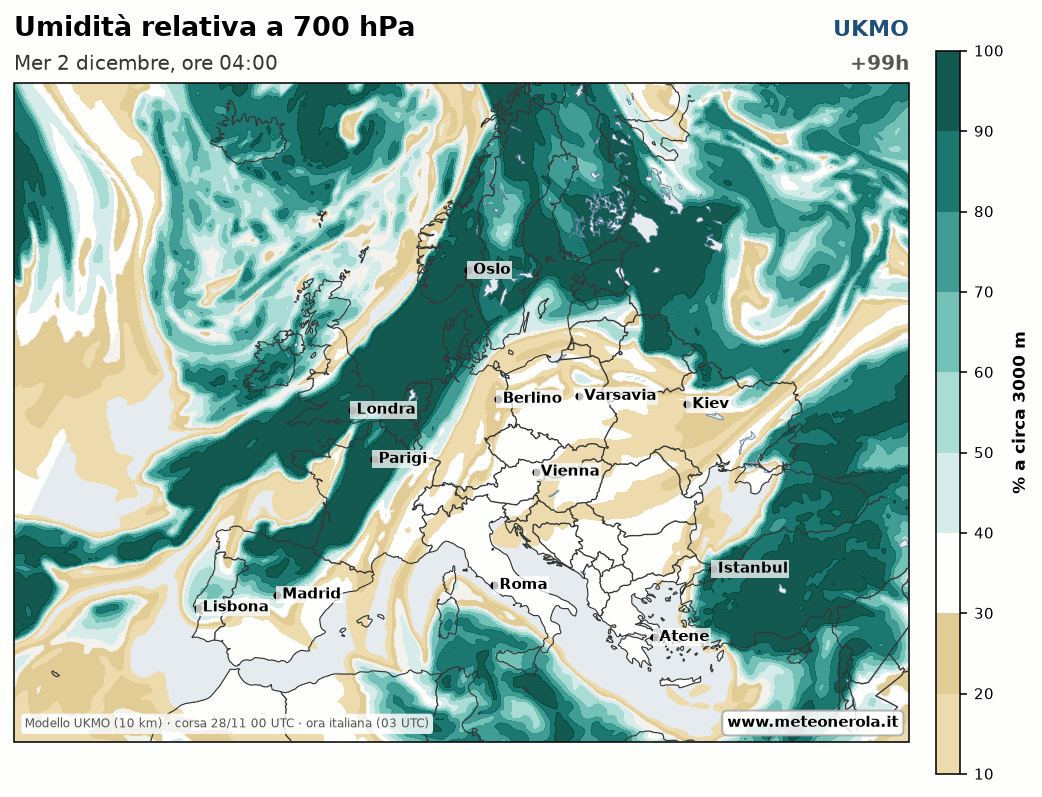 Umidità relativa a 700 hPa
UKMO
Mer 2 dicembre, ore 04:00
+99h
100
90
80
70
60
50
40
30
20
10
% a circa 3000 m
Oslo
Londra
Berlino
Varsavia
Kiev
Parigi
Vienna
Istanbul
Roma
Madrid
Lisbona
Atene
Modello UKMO (10 km) · corsa 28/11 00 UTC · ora italiana (03 UTC)
www.meteonerola.it